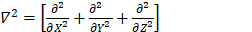 ∇² = [∂²/∂X² + ∂²/∂Y² + ∂²/∂Z²]